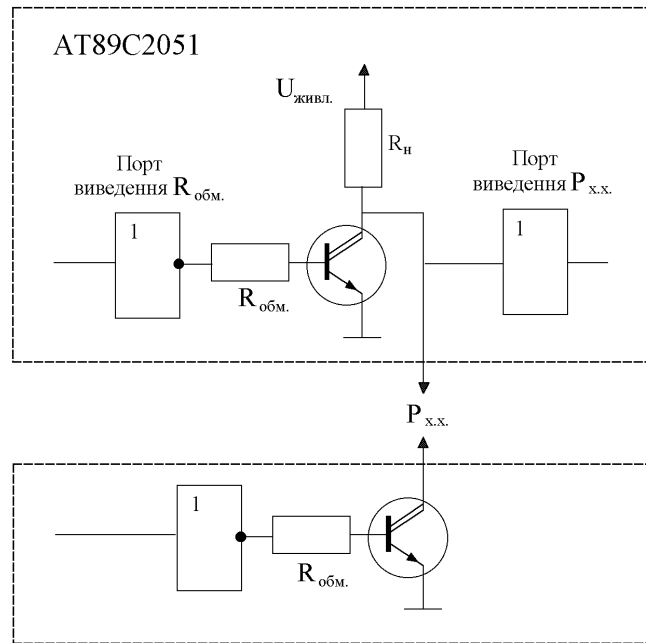 AT89C2051
Uживл.
Rн
Порт
виведення Rобм.
Порт
виведення Pх.х.
1
1
Rобм.
Pх.х.
1
Rобм.